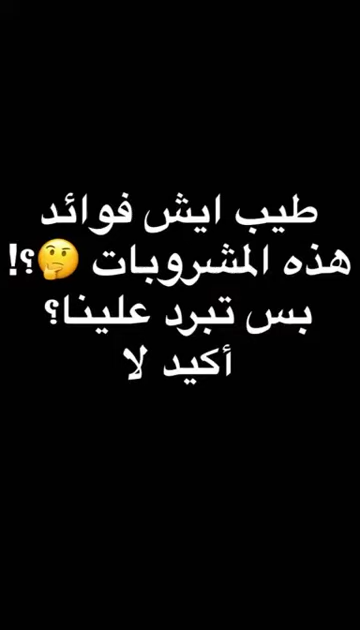 طيب ايش فوائد
هذه المشروبات 🤔؟!
بس تبرد علينا؟
أكيد لا